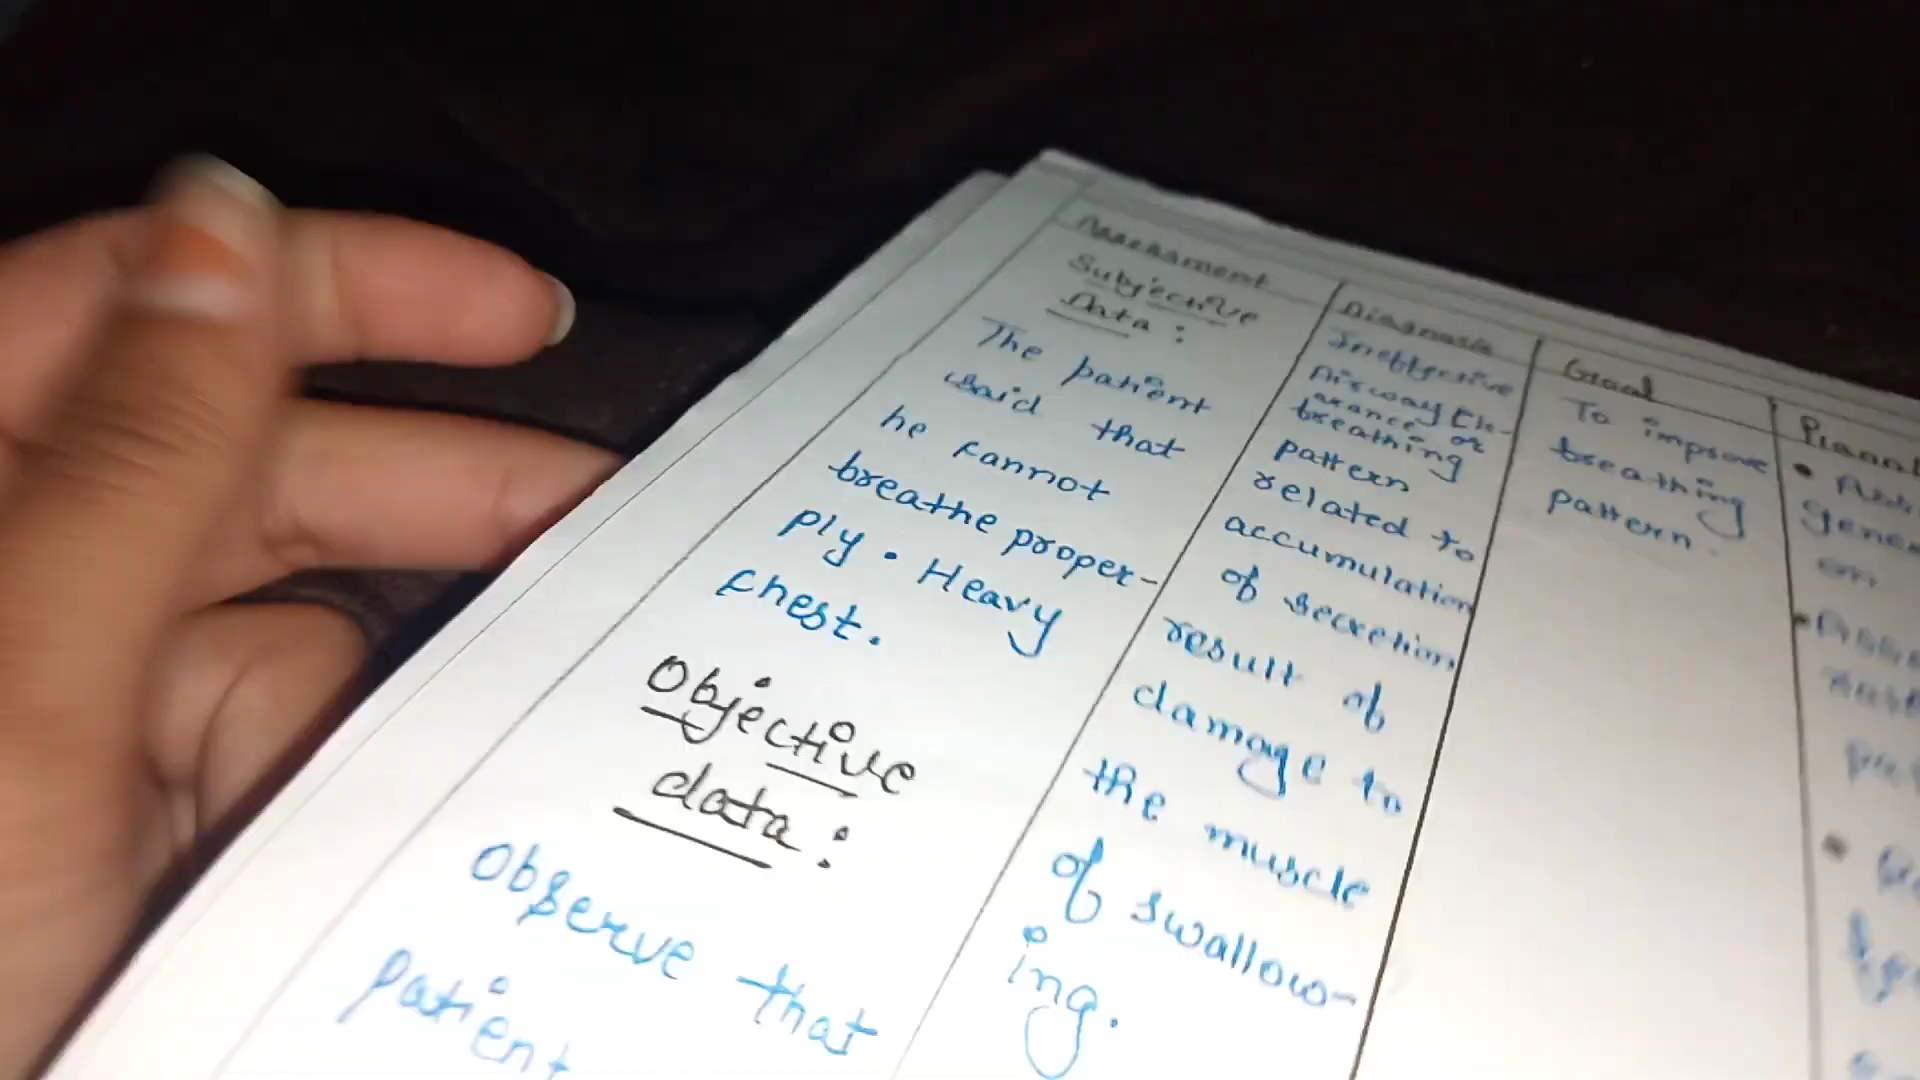 Assessment
Subjective
Data:
The patient
said that
he cannot
breathe proper-
ply. Heavy
chest.
Objective
data:
Observe that
patient
Diagnosis
Ineffective
Airway Cle-
arance or
breathing
pattern
related to
accumulation
of secretion
result of
damage to
the muscle
of swallow-
ing.
Goal
To improve
breathing
pattern.